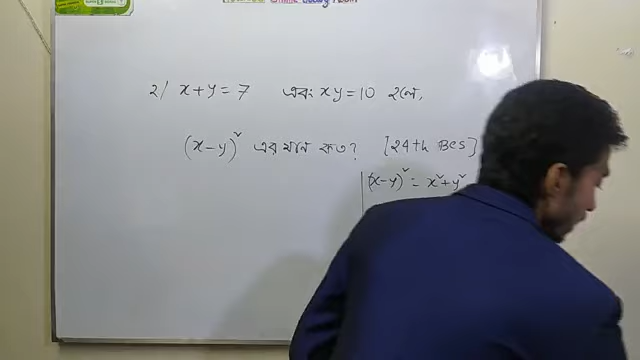 ২/ x+y=7 এবং xy=10 হলে,
(x-y)² এর মান কত? [24th BCS]
(x-y)² = x²+y²